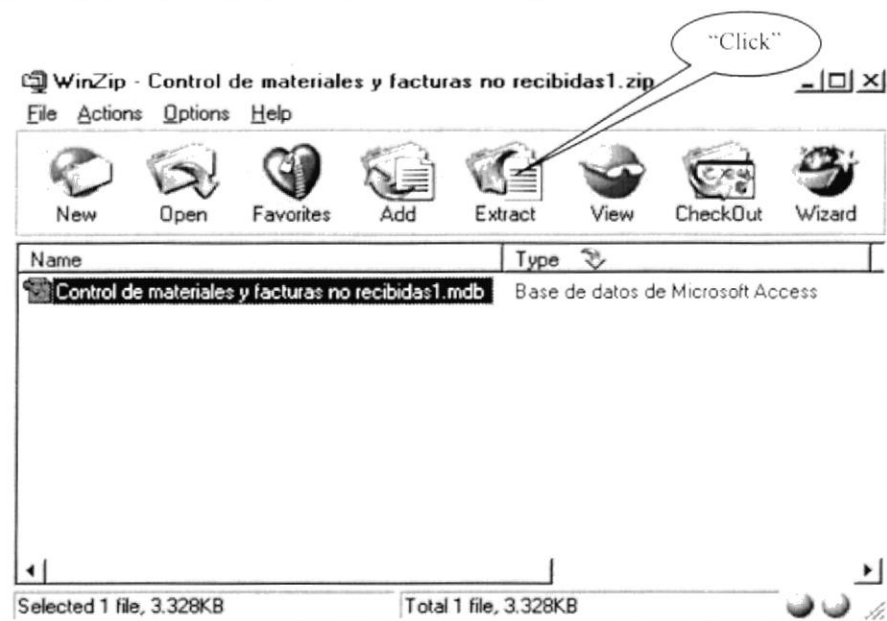 “Click”
WinZip - Control de materiales y facturas no recibidas1.zip
File Actions Options Help
New Open Favorites Add Extract View CheckOut Wizard
Name Type
Control de materiales y facturas no recibidas1.mdb Base de datos de Microsoft Access
Selected 1 file, 3.328KB Total 1 file, 3.328KB